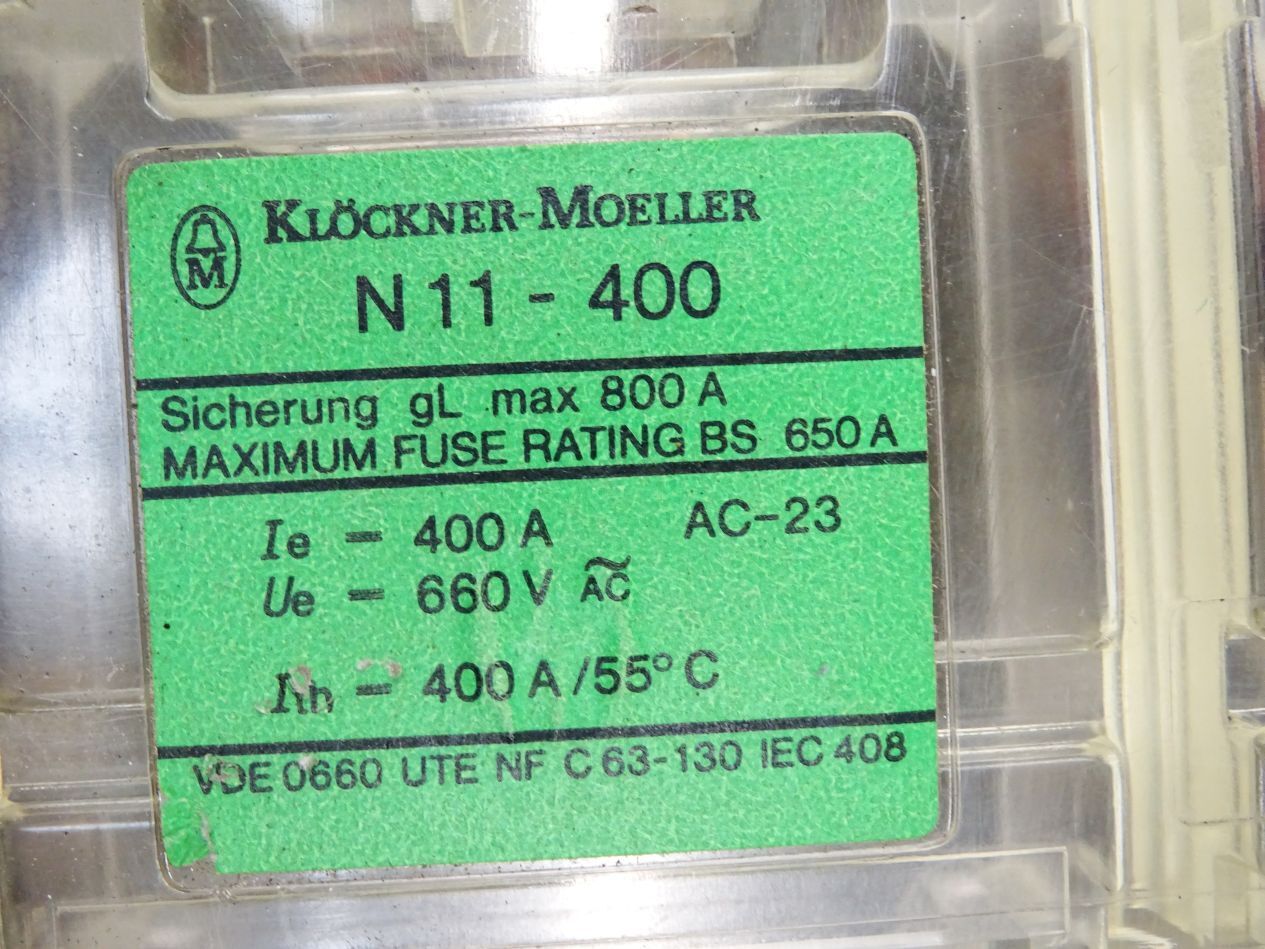 M
KLÖCKNER-MOELLER
N 11 - 400
Sicherung gL max 800 A
MAXIMUM FUSE RATING BS 650 A
Ie = 400 A AC-23
Ue = 660 V AC
Ith = 400 A /55° C
VDE 0660 UTE NF C 63-130 IEC 408